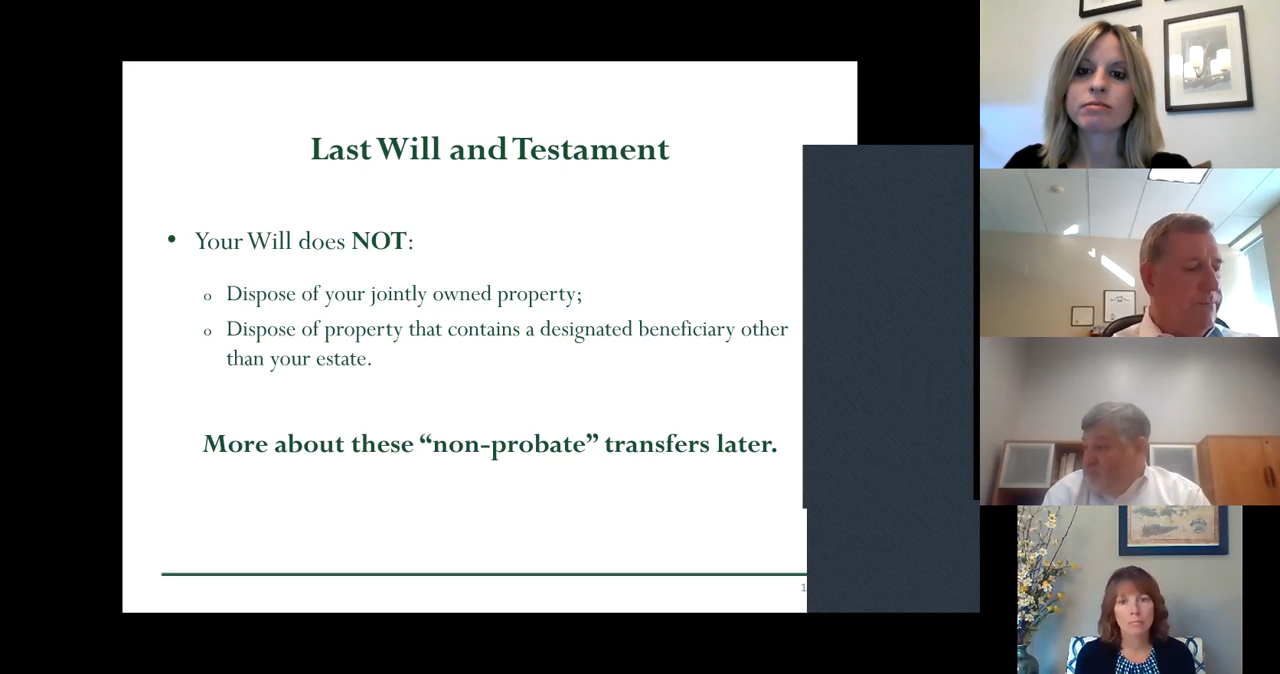 Last Will and Testament
• Your Will does NOT:
o Dispose of your jointly owned property;
o Dispose of property that contains a designated beneficiary other
than your estate.
More about these “non-probate” transfers later.
1